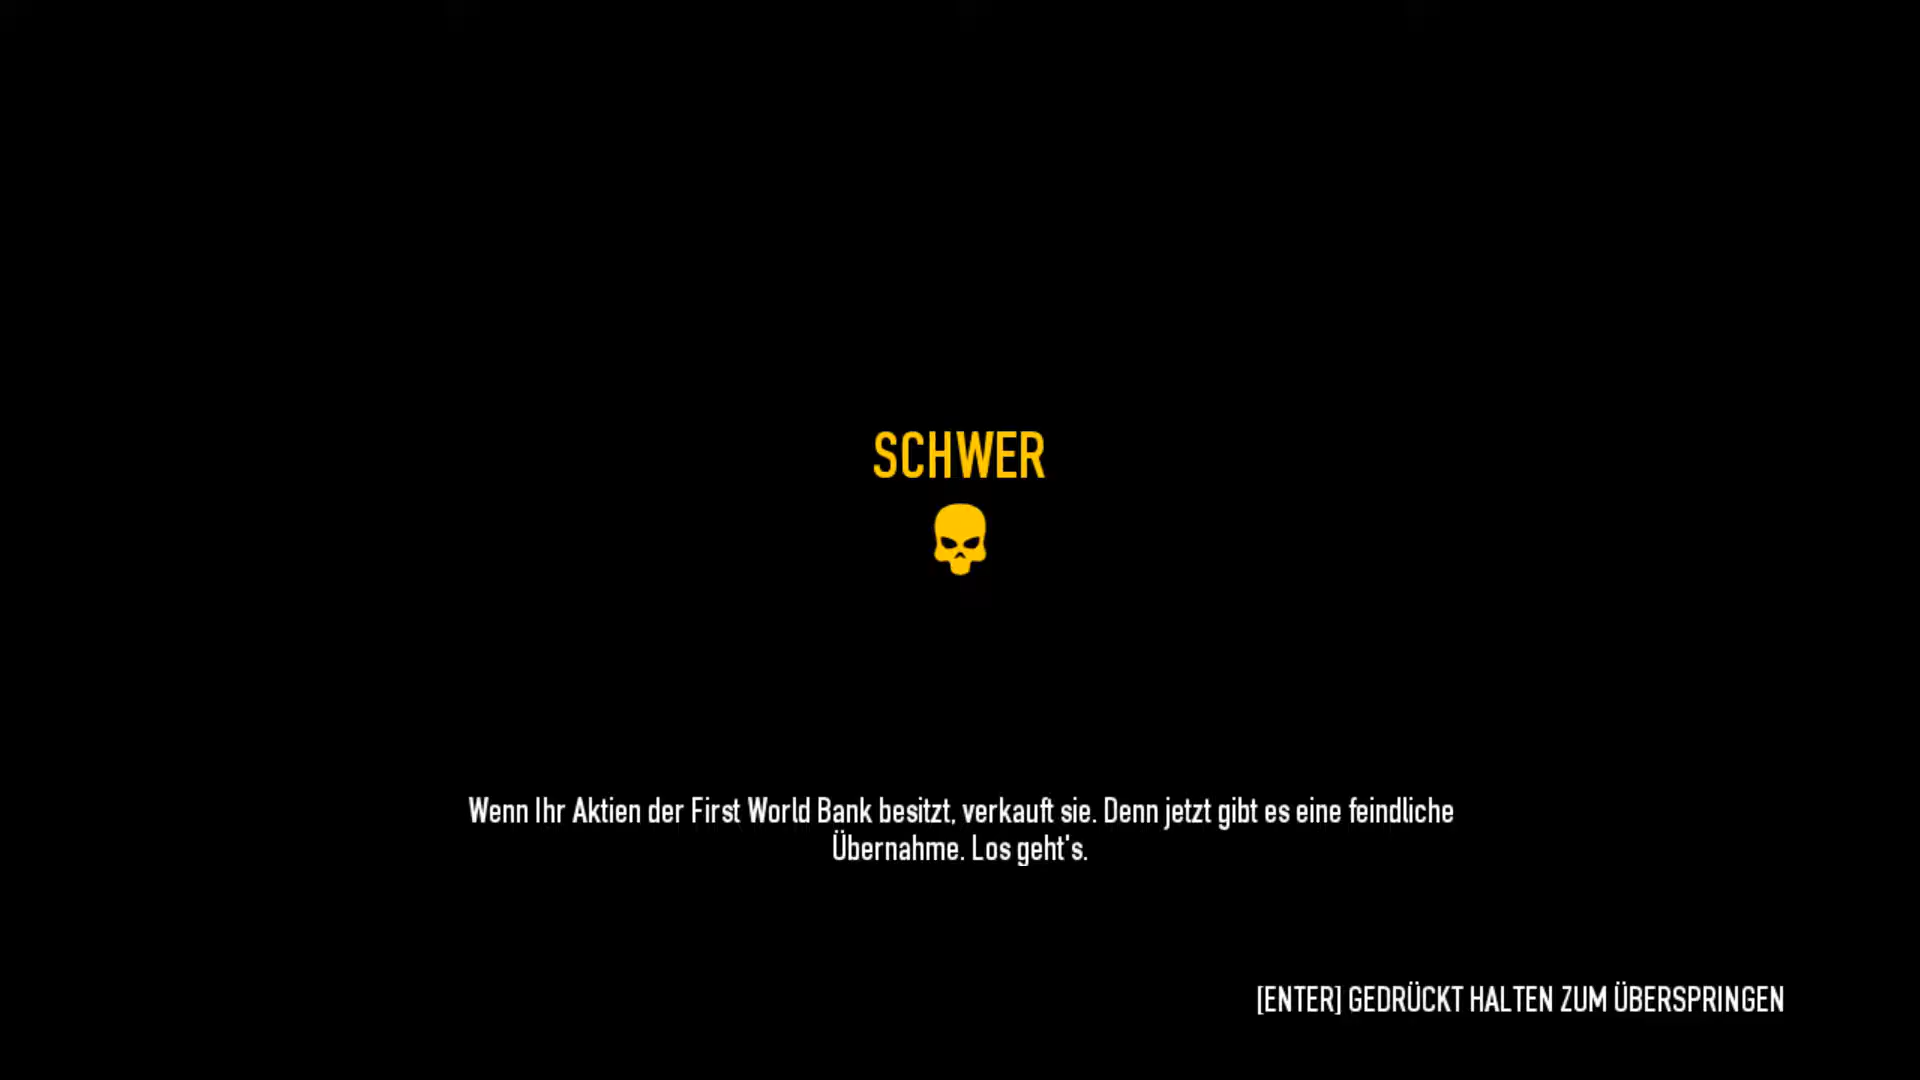 SCHWER
Wenn Ihr Aktien der First World Bank besitzt, verkauft sie. Denn jetzt gibt es eine feindliche
Übernahme. Los geht's.
[ENTER] GEDRÜCKT HALTEN ZUM ÜBERSPRINGEN